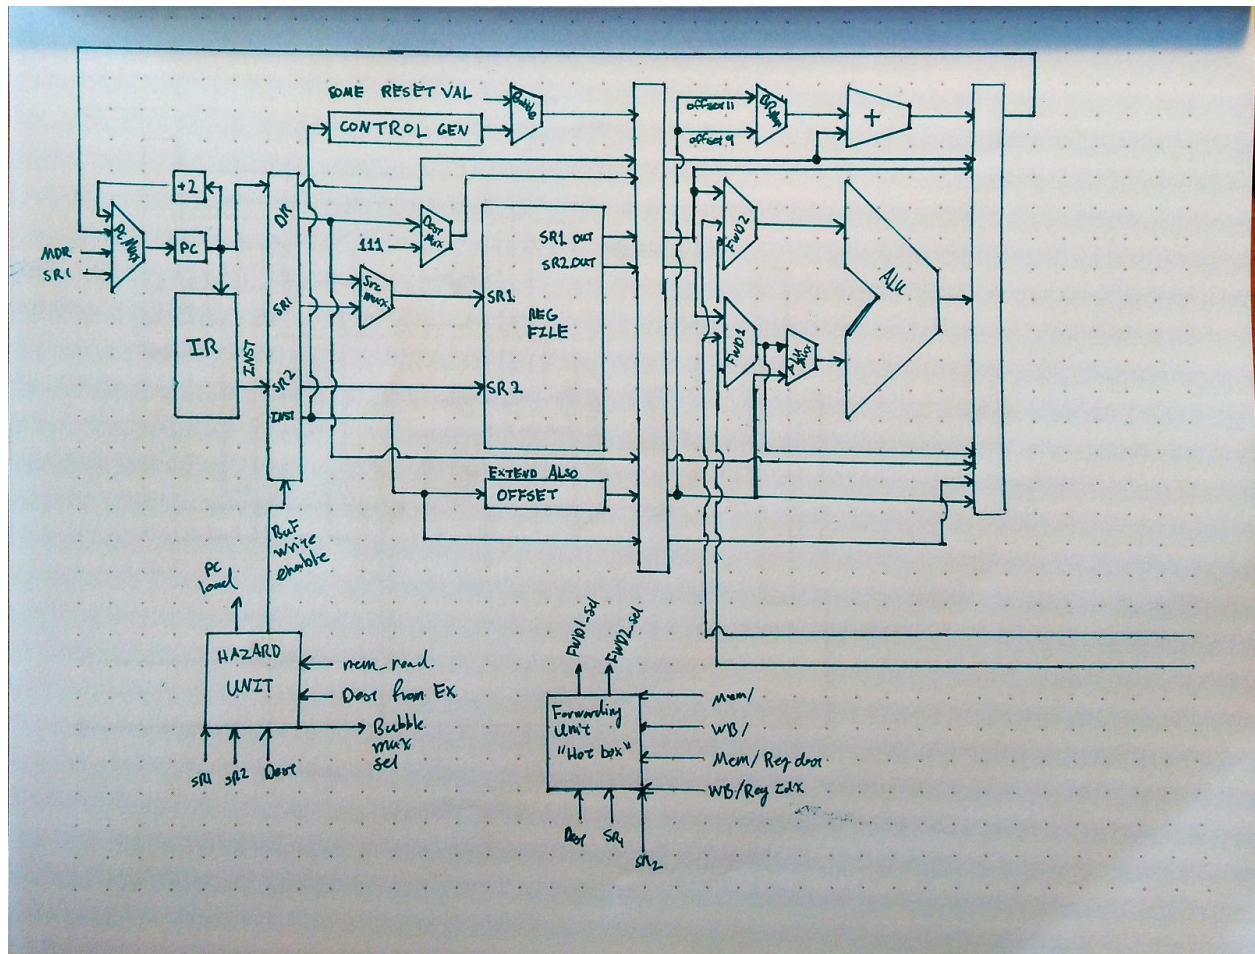 SOME RESET VAL
Bubble
CONTROL GEN
offset11
offset9
+
+2
PC Mux
PC
MDR
SR1
DR
Dest Mux
111
SR1 OUT
SR2 OUT
FWD2
ALU
SR1
Sr2 Mux
SR1
REG
FILE
IR
INST
SR2
SR2
FWD1
INST
EXTEND ALSO
OFFSET
Buf
write
enable
PC
load
HAZARD
UNIT
mem_read
Dest from Ex
Bubble
mux
sel
SR1
SR2
Dest
FWD1_sel
FWD2_sel
Forwarding
Unit
"Hot box"
Mem/
WB/
Mem/Reg dest
WB/Reg Idx
Dest
SR1
SR2